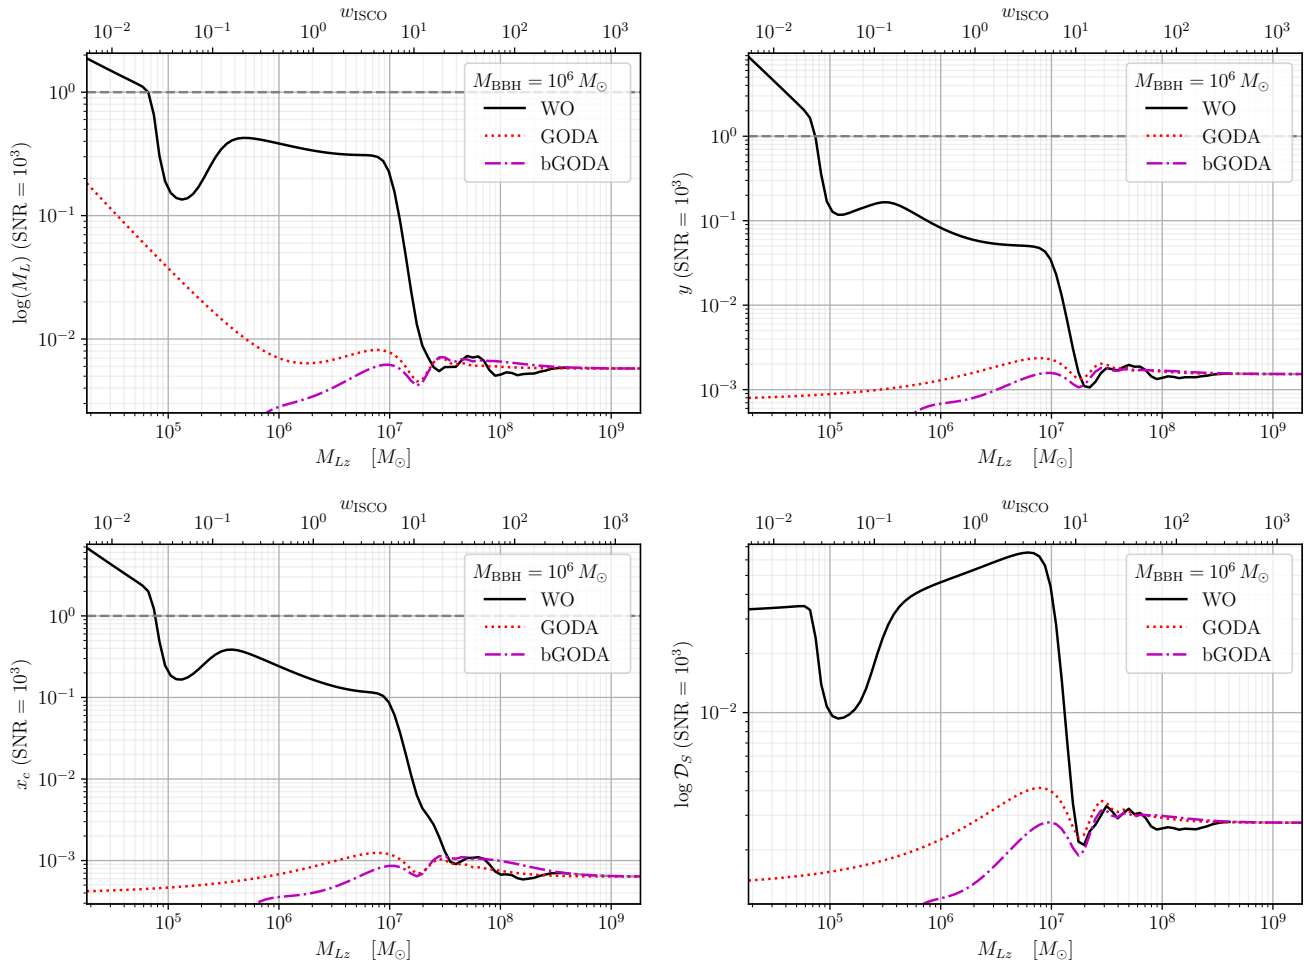 w_ISCO
10^-2 10^-1 10^0 10^1 10^2 10^3
log(M_L) (SNR = 10^3)
10^0
10^-1
10^-2
M_BBH = 10^6 M_⊙
WO
GODA
bGODA
10^5 10^6 10^7 10^8 10^9
M_Lz [M_⊙]
w_ISCO
10^-2 10^-1 10^0 10^1 10^2 10^3
y (SNR = 10^3)
10^0
10^-1
10^-2
10^-3
M_BBH = 10^6 M_⊙
WO
GODA
bGODA
10^5 10^6 10^7 10^8 10^9
M_Lz [M_⊙]
w_ISCO
10^-2 10^-1 10^0 10^1 10^2 10^3
x_c (SNR = 10^3)
10^0
10^-1
10^-2
10^-3
M_BBH = 10^6 M_⊙
WO
GODA
bGODA
10^5 10^6 10^7 10^8 10^9
M_Lz [M_⊙]
w_ISCO
10^-2 10^-1 10^0 10^1 10^2 10^3
log 𝒟_S (SNR = 10^3)
10^-2
M_BBH = 10^6 M_⊙
WO
GODA
bGODA
10^5 10^6 10^7 10^8 10^9
M_Lz [M_⊙]